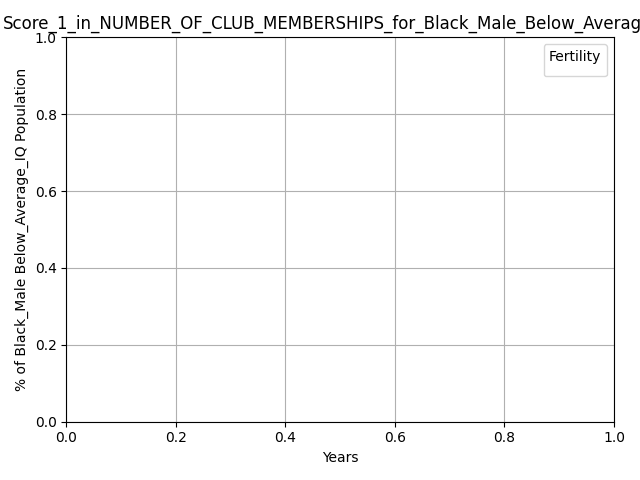 Score_1_in_NUMBER_OF_CLUB_MEMBERSHIPS_for_Black_Male_Below_Averag
Fertility
% of Black_Male Below_Average_IQ Population
1.0
0.8
0.6
0.4
0.2
0.0
0.0 0.2 0.4 0.6 0.8 1.0
Years